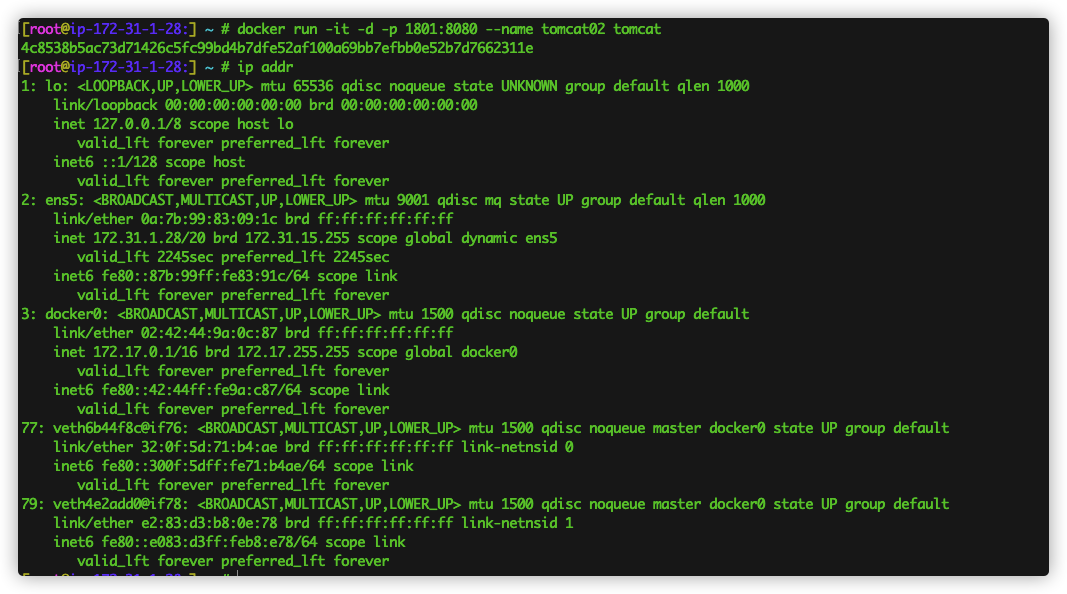 [root@ip-172-31-1-28:] ~ # docker run -it -d -p 1801:8080 --name tomcat02 tomcat
4c8538b5ac73d71426c5fc99bd4b7dfe52af100a69bb7efbb0e52b7d7662311e
[root@ip-172-31-1-28:] ~ # ip addr
1: lo: <LOOPBACK,UP,LOWER_UP> mtu 65536 qdisc noqueue state UNKNOWN group default qlen 1000
    link/loopback 00:00:00:00:00:00 brd 00:00:00:00:00:00
    inet 127.0.0.1/8 scope host lo
       valid_lft forever preferred_lft forever
    inet6 ::1/128 scope host
       valid_lft forever preferred_lft forever
2: ens5: <BROADCAST,MULTICAST,UP,LOWER_UP> mtu 9001 qdisc mq state UP group default qlen 1000
    link/ether 0a:7b:99:83:09:1c brd ff:ff:ff:ff:ff:ff
    inet 172.31.1.28/20 brd 172.31.15.255 scope global dynamic ens5
       valid_lft 2245sec preferred_lft 2245sec
    inet6 fe80::87b:99ff:fe83:91c/64 scope link
       valid_lft forever preferred_lft forever
3: docker0: <BROADCAST,MULTICAST,UP,LOWER_UP> mtu 1500 qdisc noqueue state UP group default
    link/ether 02:42:44:9a:0c:87 brd ff:ff:ff:ff:ff:ff
    inet 172.17.0.1/16 brd 172.17.255.255 scope global docker0
       valid_lft forever preferred_lft forever
    inet6 fe80::42:44ff:fe9a:c87/64 scope link
       valid_lft forever preferred_lft forever
77: veth6b44f8c@if76: <BROADCAST,MULTICAST,UP,LOWER_UP> mtu 1500 qdisc noqueue master docker0 state UP group default
    link/ether 32:0f:5d:71:b4:ae brd ff:ff:ff:ff:ff:ff link-netnsid 0
    inet6 fe80::300f:5dff:fe71:b4ae/64 scope link
       valid_lft forever preferred_lft forever
79: veth4e2add0@if78: <BROADCAST,MULTICAST,UP,LOWER_UP> mtu 1500 qdisc noqueue master docker0 state UP group default
    link/ether e2:83:d3:b8:0e:78 brd ff:ff:ff:ff:ff:ff link-netnsid 1
    inet6 fe80::e083:d3ff:feb8:e78/64 scope link
       valid_lft forever preferred_lft forever